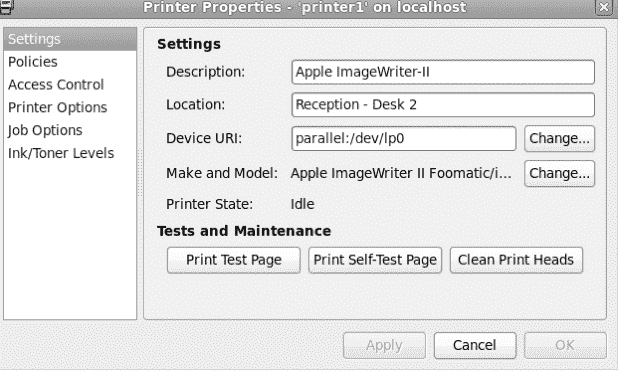 Printer Properties - 'printer1' on localhost
Settings
Policies
Access Control
Printer Options
Job Options
Ink/Toner Levels
Settings
Description: Apple ImageWriter-II
Location: Reception - Desk 2
Device URI: parallel:/dev/lp0 Change...
Make and Model: Apple ImageWriter II Foomatic/i... Change...
Printer State: Idle
Tests and Maintenance
Print Test Page Print Self-Test Page Clean Print Heads
Apply Cancel OK